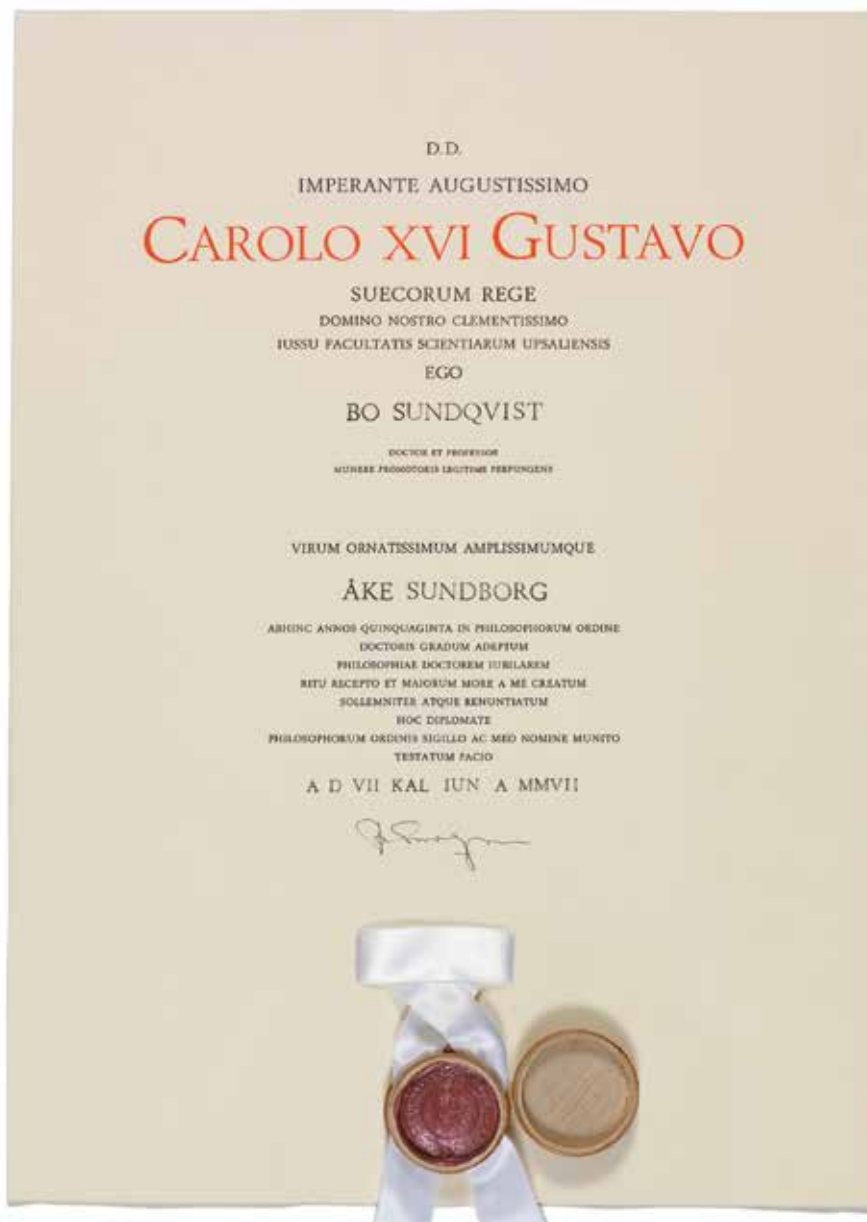 D.D.
IMPERANTE AUGUSTISSIMO
CAROLO XVI GUSTAVO
SUECORUM REGE
DOMINO NOSTRO CLEMENTISSIMO
IUSSU FACULTATIS SCIENTIARUM UPSALIENSIS
EGO
BO SUNDQVIST
DOCTOR ET PROFESSOR
MUNERE PROMOTORIS LEGITIME PERFUNGENS
VIRUM ORNATISSIMUM AMPLISSIMUMQUE
ÅKE SUNDBORG
ABHINC ANNOS QUINQUAGINTA IN PHILOSOPHORUM ORDINE
DOCTORIS GRADUM ADEPTUM
PHILOSOPHIAE DOCTOREM IUBILAREM
RITU RECEPTO ET MAIORUM MORE A ME CREATUM
SOLLEMNITER ATQUE RENUNTIATUM
HOC DIPLOMATE
PHILOSOPHORUM ORDINIS SIGILLO AC MEO NOMINE MUNITO
TESTATUM FACIO
A D VII KAL IUN A MMVII